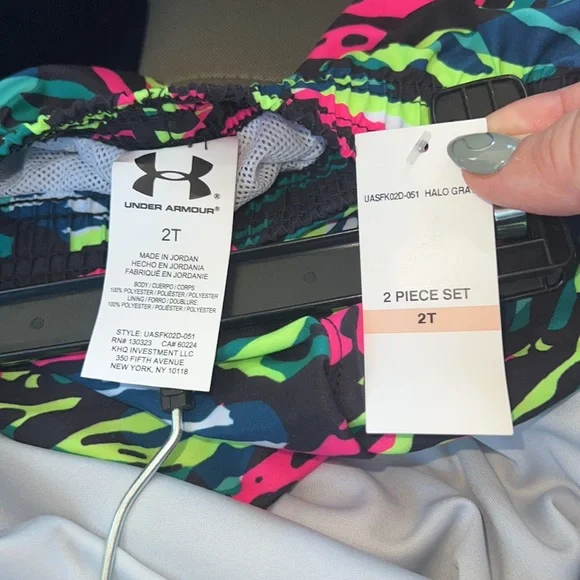 UNDER ARMOUR®
2T
MADE IN JORDAN
HECHO EN JORDANIA
FABRIQUÉ EN JORDANIE
BODY / CUERPO / CORPS
100% POLYESTER / POLIÉSTER / POLYESTER
LINING / FORRO / DOUBLURE
100% POLYESTER / POLIÉSTER / POLYESTER
STYLE: UASFK02D-051
RN# 130323 CA# 60224
KHQ INVESTMENT LLC
350 FIFTH AVENUE
NEW YORK, NY 10118
UASFK02D-051 HALO GRA
2 PIECE SET
2T